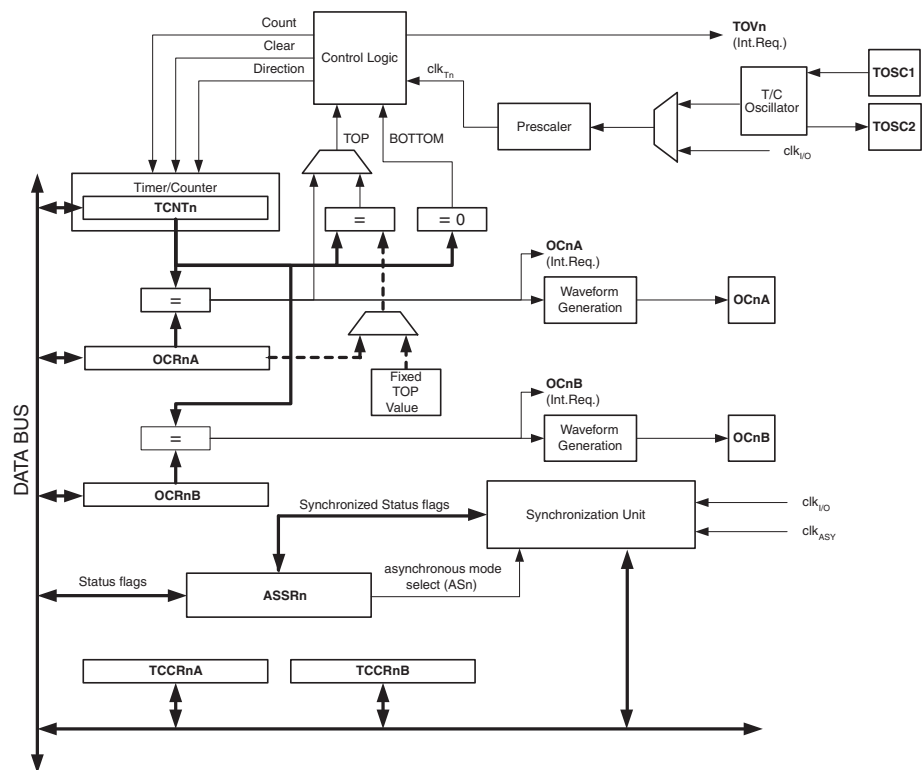 Count
Clear
Direction
Control Logic
TOVn
(Int.Req.)
clkTn
TOSC1
T/C
Oscillator
TOSC2
Prescaler
clkI/O
TOP
BOTTOM
Timer/Counter
TCNTn
=
= 0
OCnA
(Int.Req.)
=
Waveform
Generation
OCnA
OCRnA
Fixed
TOP
Value
OCnB
(Int.Req.)
=
Waveform
Generation
OCnB
DATA BUS
OCRnB
Synchronized Status flags
Synchronization Unit
clkI/O
clkASY
Status flags
ASSRn
asynchronous mode
select (ASn)
TCCRnA
TCCRnB